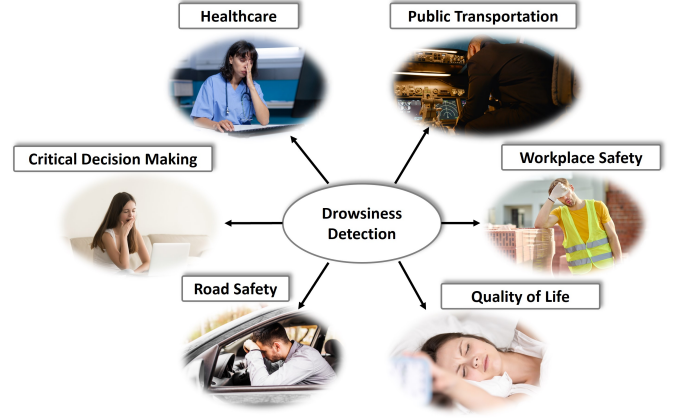 Healthcare
Public Transportation
Critical Decision Making
Workplace Safety
Drowsiness
Detection
Road Safety
Quality of Life